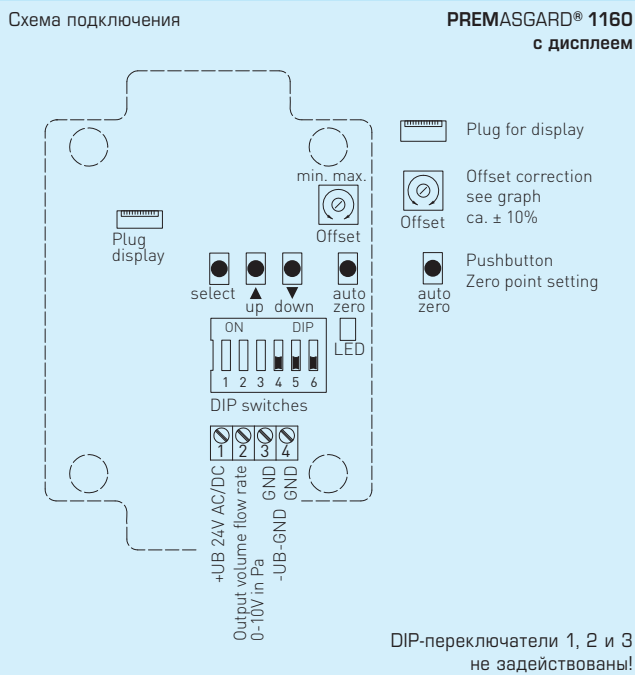 Схема подключения
PREMASGARD® 1160
с дисплеем
Plug for display
min. max.
Offset
Offset correction
see graph
ca. ± 10%
Offset
Plug
display
Pushbutton
Zero point setting
auto
zero
select
up
down
auto
zero
LED
ON DIP
1 2 3 4 5 6
DIP switches
1 2 3 4
+UB 24V AC/DC
Output volume flow rate
0-10V in Pa
GND
-UB-GND
GND
DIP-переключатели 1, 2 и 3
не задействованы!